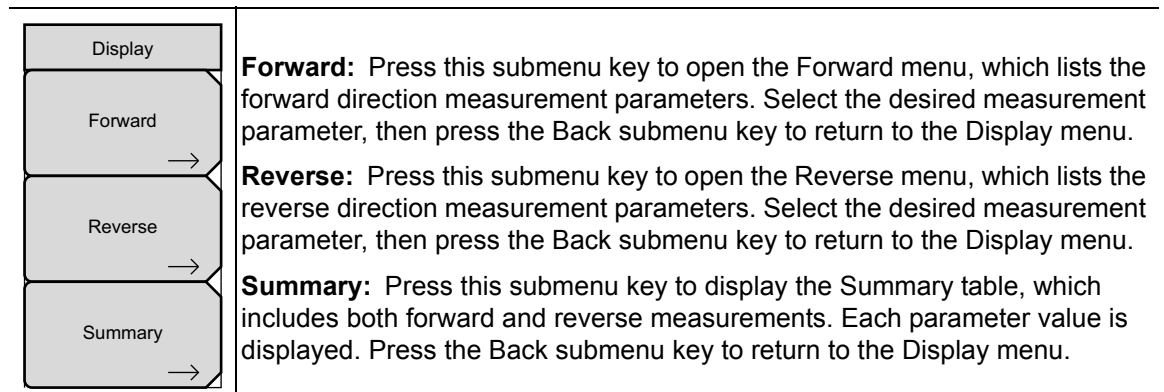 Display
Forward
Reverse
Summary
Forward: Press this submenu key to open the Forward menu, which lists the
forward direction measurement parameters. Select the desired measurement
parameter, then press the Back submenu key to return to the Display menu.
Reverse: Press this submenu key to open the Reverse menu, which lists the
reverse direction measurement parameters. Select the desired measurement
parameter, then press the Back submenu key to return to the Display menu.
Summary: Press this submenu key to display the Summary table, which
includes both forward and reverse measurements. Each parameter value is
displayed. Press the Back submenu key to return to the Display menu.